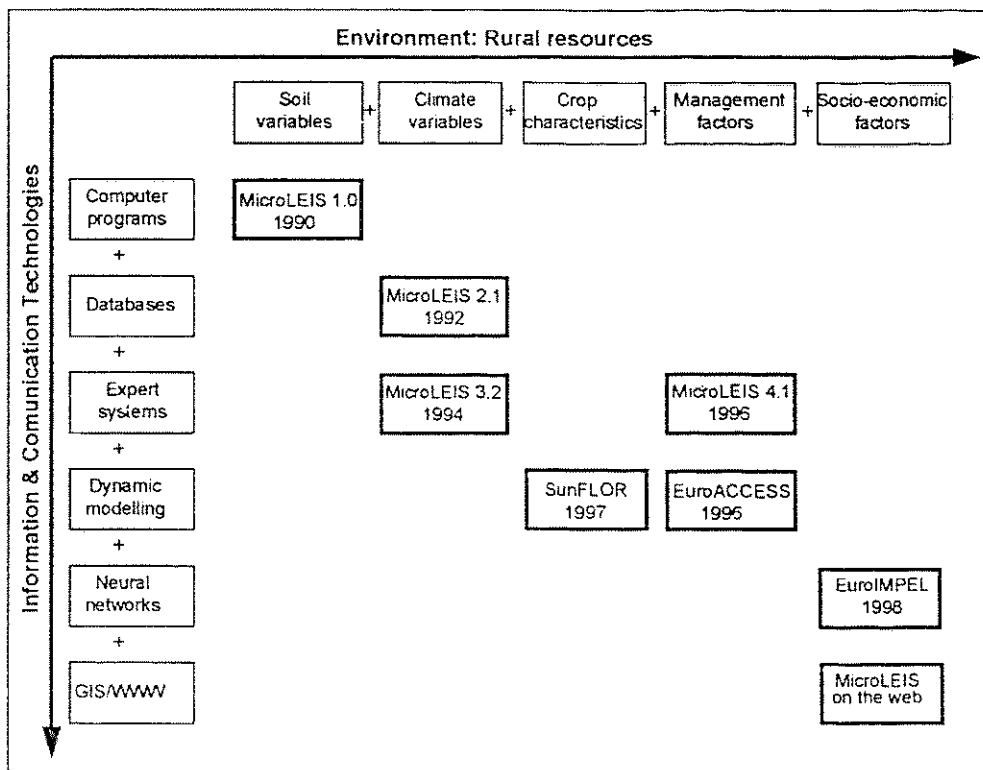 Environment: Rural resources
Information & Comunication Technologies
Soil
variables
+
Climate
variables
+
Crop
characteristics
+
Management
factors
+
Socio-economic
factors
Computer
programs
MicroLEIS 1.0
1990
+
Databases
MicroLEIS 2.1
1992
+
Expert
systems
MicroLEIS 3.2
1994
MicroLEIS 4.1
1996
+
Dynamic
modelling
SunFLOR
1997
EuroACCESS
+
Neural
networks
EuroIMPEL
1998
+
GIS/WWW
MicroLEIS
on the web